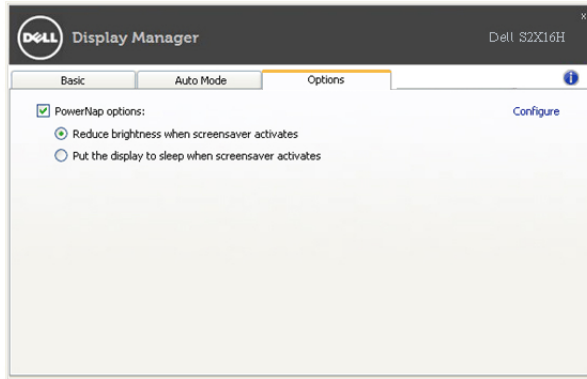 DELL Display Manager Dell S2X16H
Basic Auto Mode Options
PowerNap options: Configure
Reduce brightness when screensaver activates
Put the display to sleep when screensaver activates